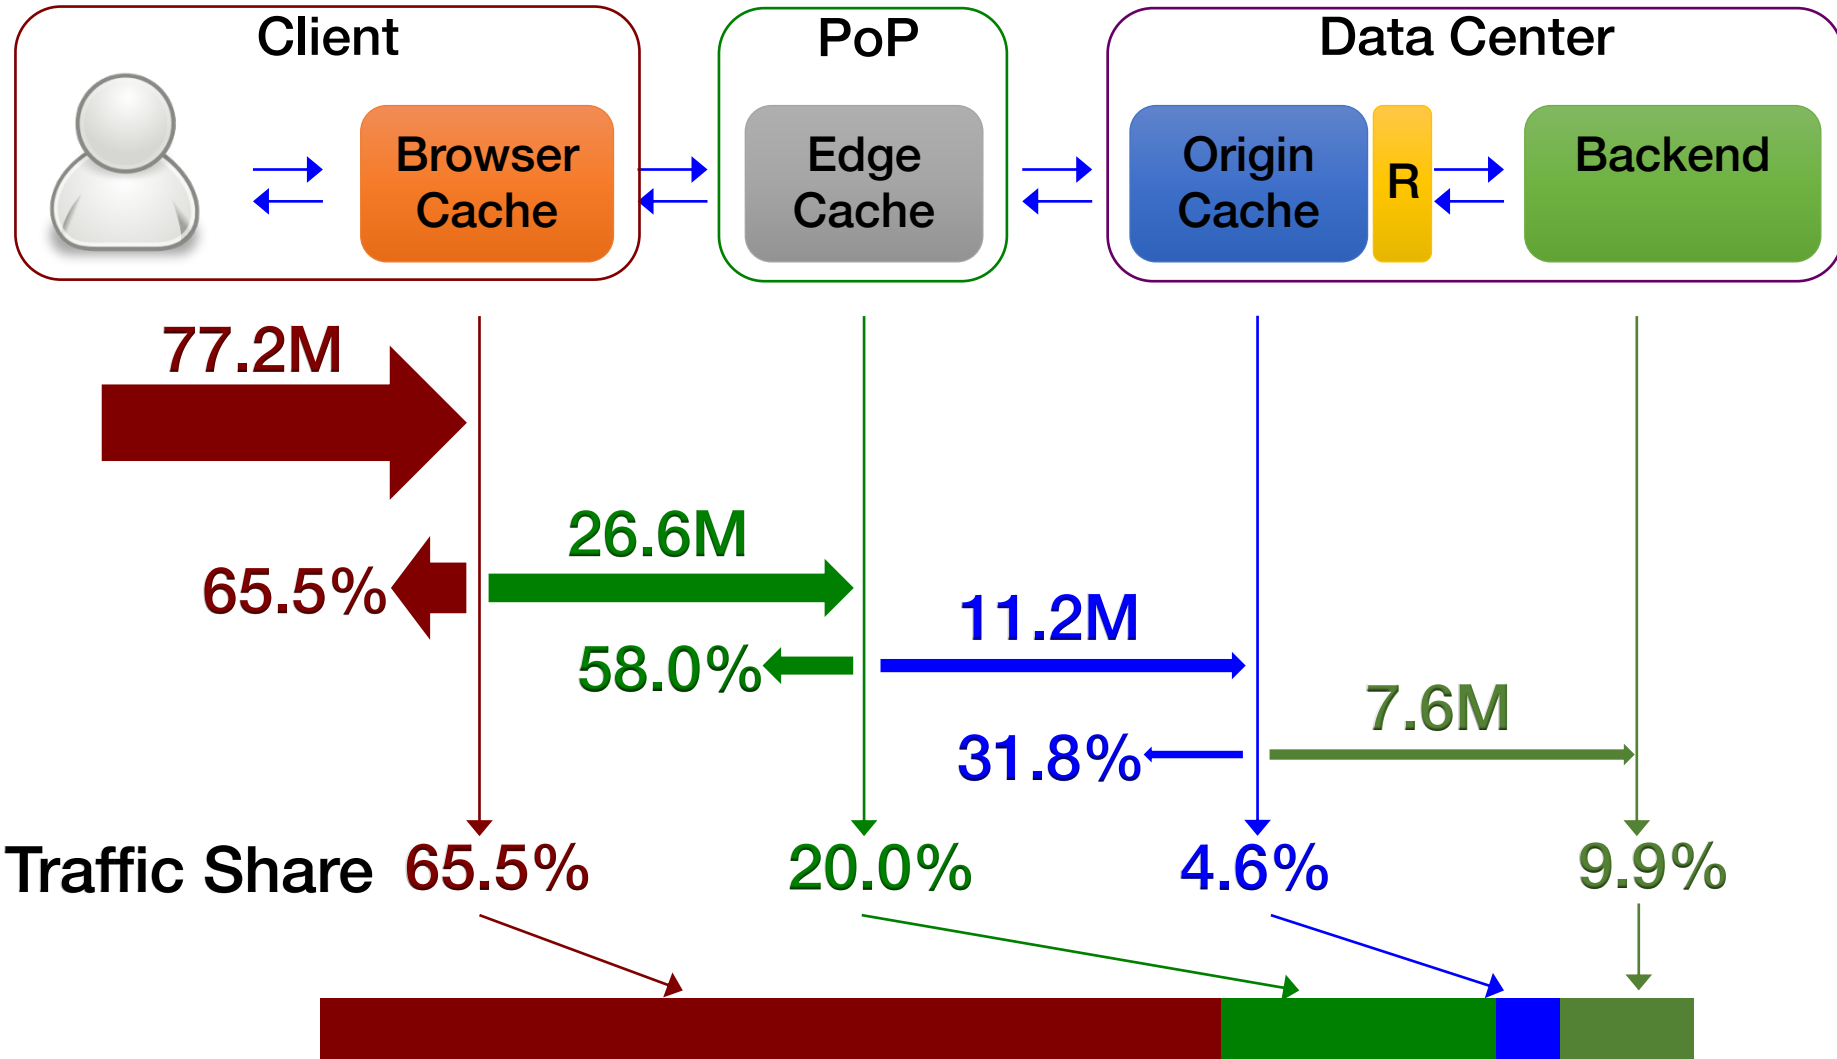 Client
PoP
Data Center
Browser
Cache
Edge
Cache
Origin
Cache
R
Backend
77.2M
26.6M
65.5%
11.2M
58.0%
7.6M
31.8%
Traffic Share 65.5% 20.0% 4.6% 9.9%